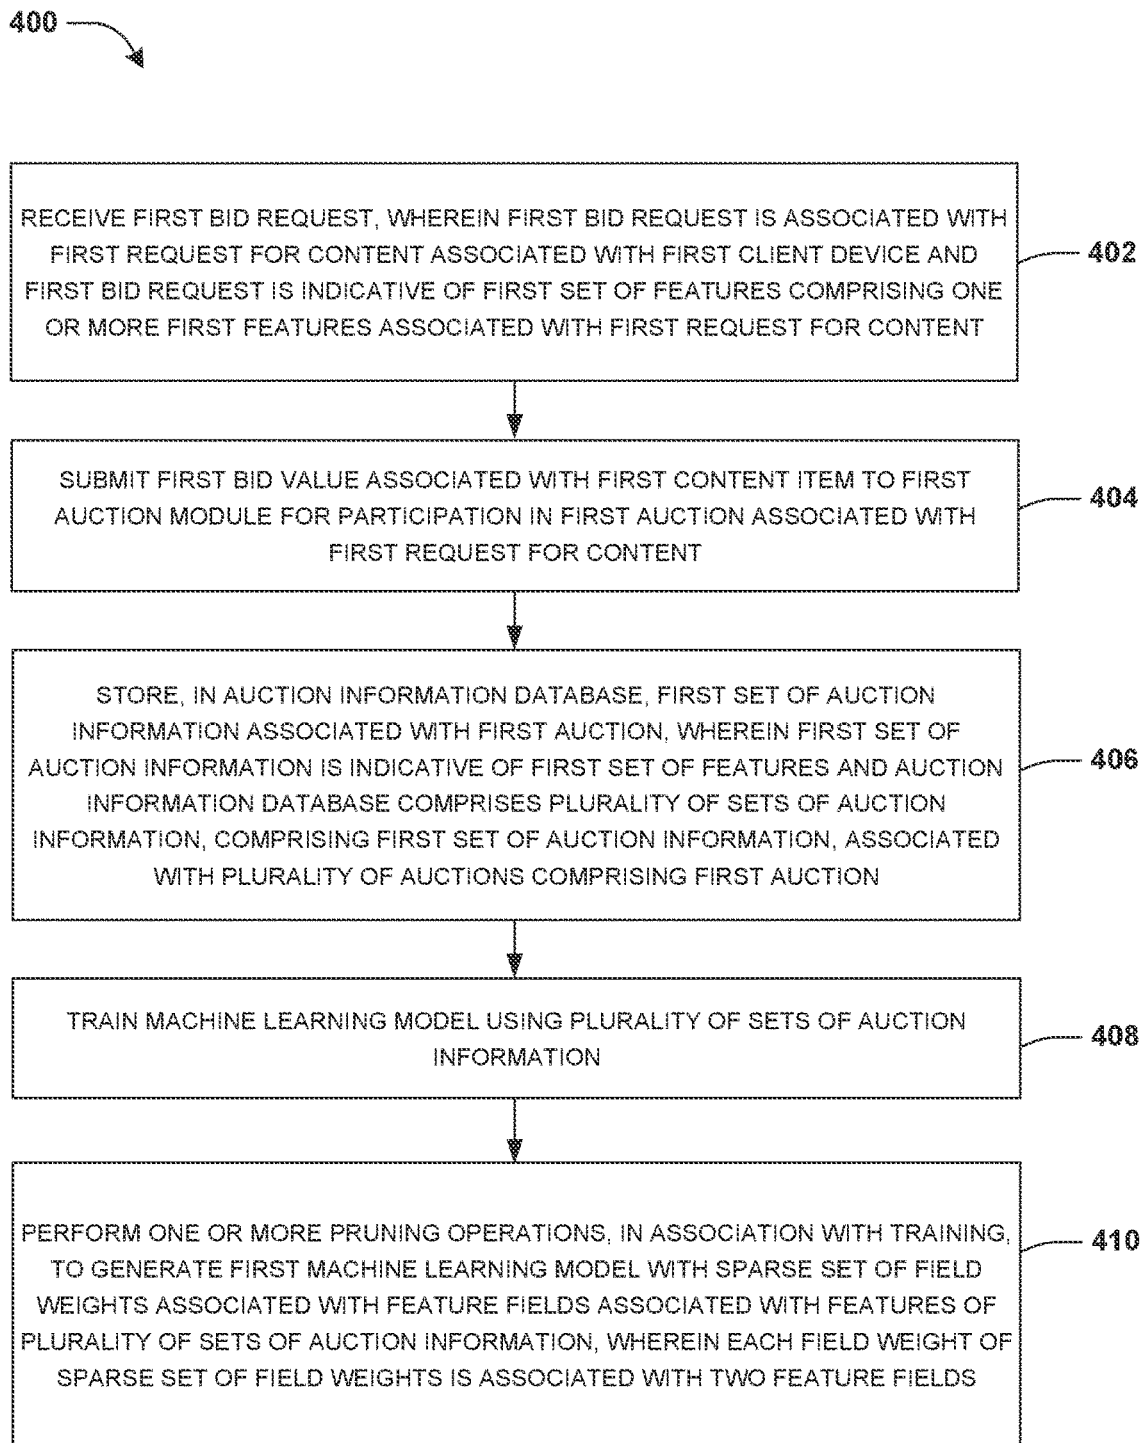 400
RECEIVE FIRST BID REQUEST, WHEREIN FIRST BID REQUEST IS ASSOCIATED WITH
FIRST REQUEST FOR CONTENT ASSOCIATED WITH FIRST CLIENT DEVICE AND
FIRST BID REQUEST IS INDICATIVE OF FIRST SET OF FEATURES COMPRISING ONE
OR MORE FIRST FEATURES ASSOCIATED WITH FIRST REQUEST FOR CONTENT
402
SUBMIT FIRST BID VALUE ASSOCIATED WITH FIRST CONTENT ITEM TO FIRST
AUCTION MODULE FOR PARTICIPATION IN FIRST AUCTION ASSOCIATED WITH
FIRST REQUEST FOR CONTENT
404
STORE, IN AUCTION INFORMATION DATABASE, FIRST SET OF AUCTION
INFORMATION ASSOCIATED WITH FIRST AUCTION, WHEREIN FIRST SET OF
AUCTION INFORMATION IS INDICATIVE OF FIRST SET OF FEATURES AND AUCTION
INFORMATION DATABASE COMPRISES PLURALITY OF SETS OF AUCTION
INFORMATION, COMPRISING FIRST SET OF AUCTION INFORMATION, ASSOCIATED
WITH PLURALITY OF AUCTIONS COMPRISING FIRST AUCTION
406
TRAIN MACHINE LEARNING MODEL USING PLURALITY OF SETS OF AUCTION
INFORMATION
408
PERFORM ONE OR MORE PRUNING OPERATIONS, IN ASSOCIATION WITH TRAINING,
TO GENERATE FIRST MACHINE LEARNING MODEL WITH SPARSE SET OF FIELD
WEIGHTS ASSOCIATED WITH FEATURE FIELDS ASSOCIATED WITH FEATURES OF
PLURALITY OF SETS OF AUCTION INFORMATION, WHEREIN EACH FIELD WEIGHT OF
SPARSE SET OF FIELD WEIGHTS IS ASSOCIATED WITH TWO FEATURE FIELDS
410